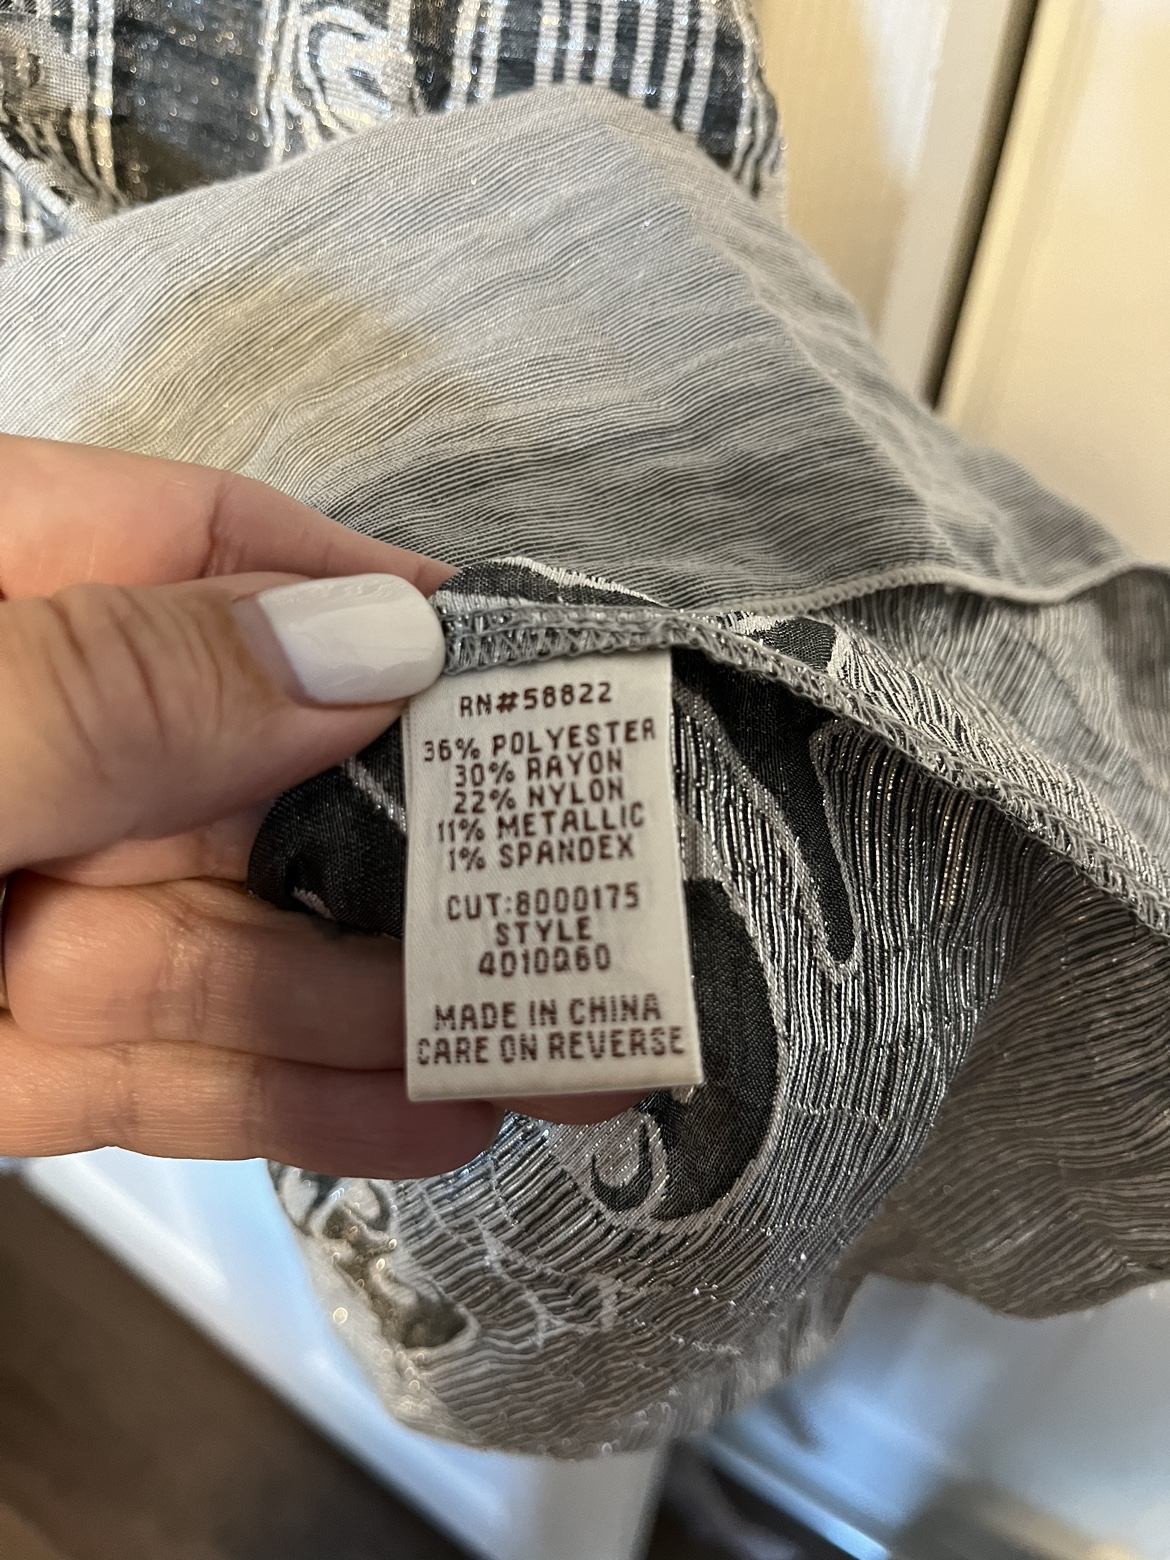 RN#58822
36% POLYESTER
30% RAYON
22% NYLON
11% METALLIC
1% SPANDEX
CUT:8000175
STYLE
4010Q60
MADE IN CHINA
CARE ON REVERSE